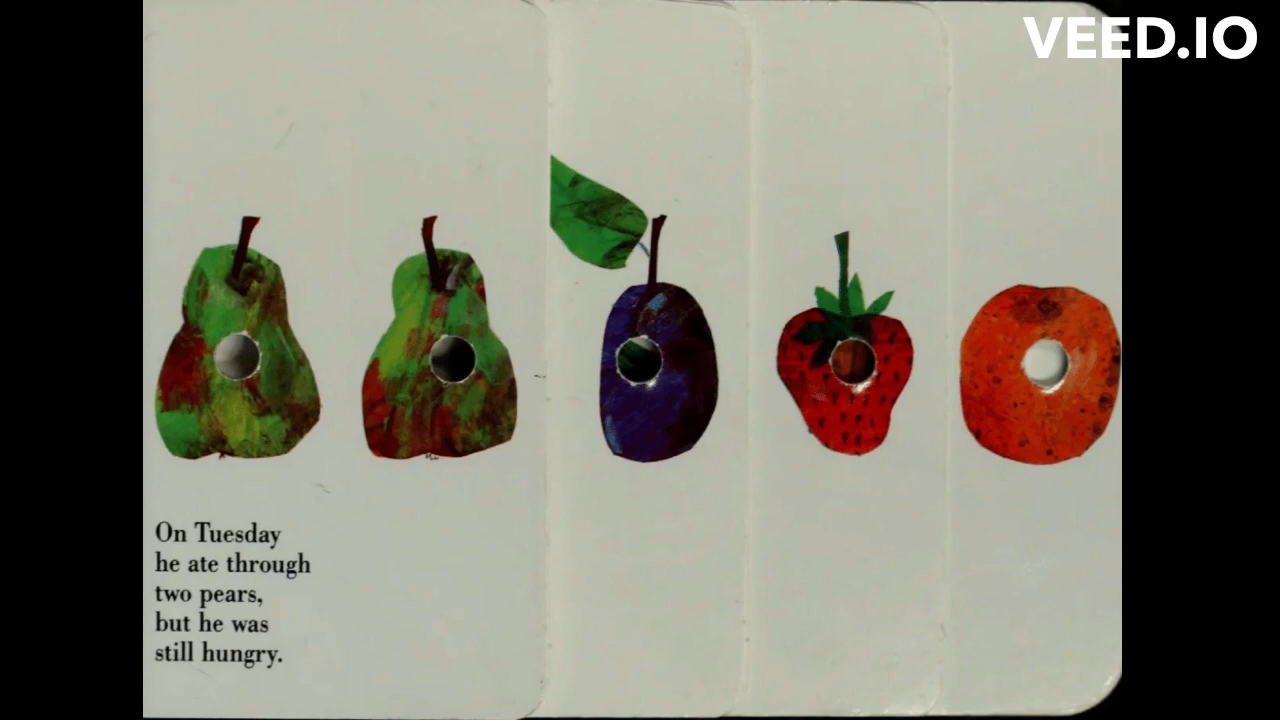 VEED.IO
On Tuesday
he ate through
two pears,
but he was
still hungry.